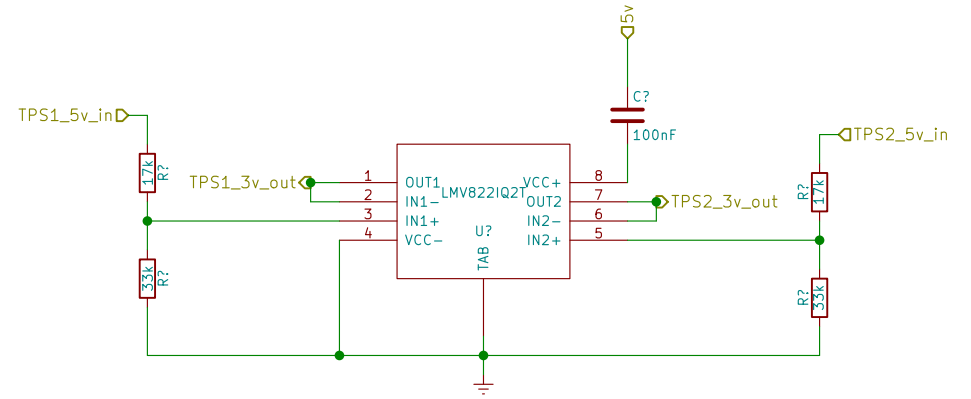 5v
C?
100nF
TPS1_5v_in
17k
R?
33k
R?
TPS1_3v_out
1
2
3
4
OUT1
IN1-
IN1+
VCC-
LMV822IQ2T
U?
TAB
VCC+
OUT2
IN2-
IN2+
8
7
6
5
TPS2_3v_out
TPS2_5v_in
R?
17k
R?
33k